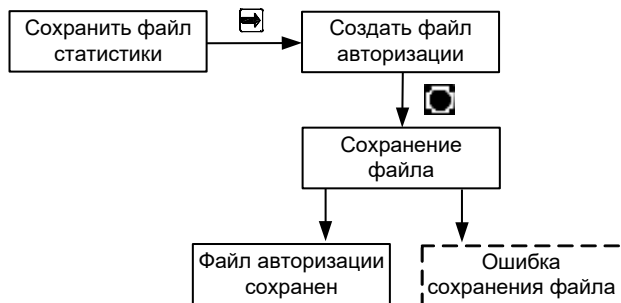 Сохранить файл
статистики
Создать файл
авторизации
Сохранение
файла
Файл авторизации
сохранен
Ошибка
сохранения файла